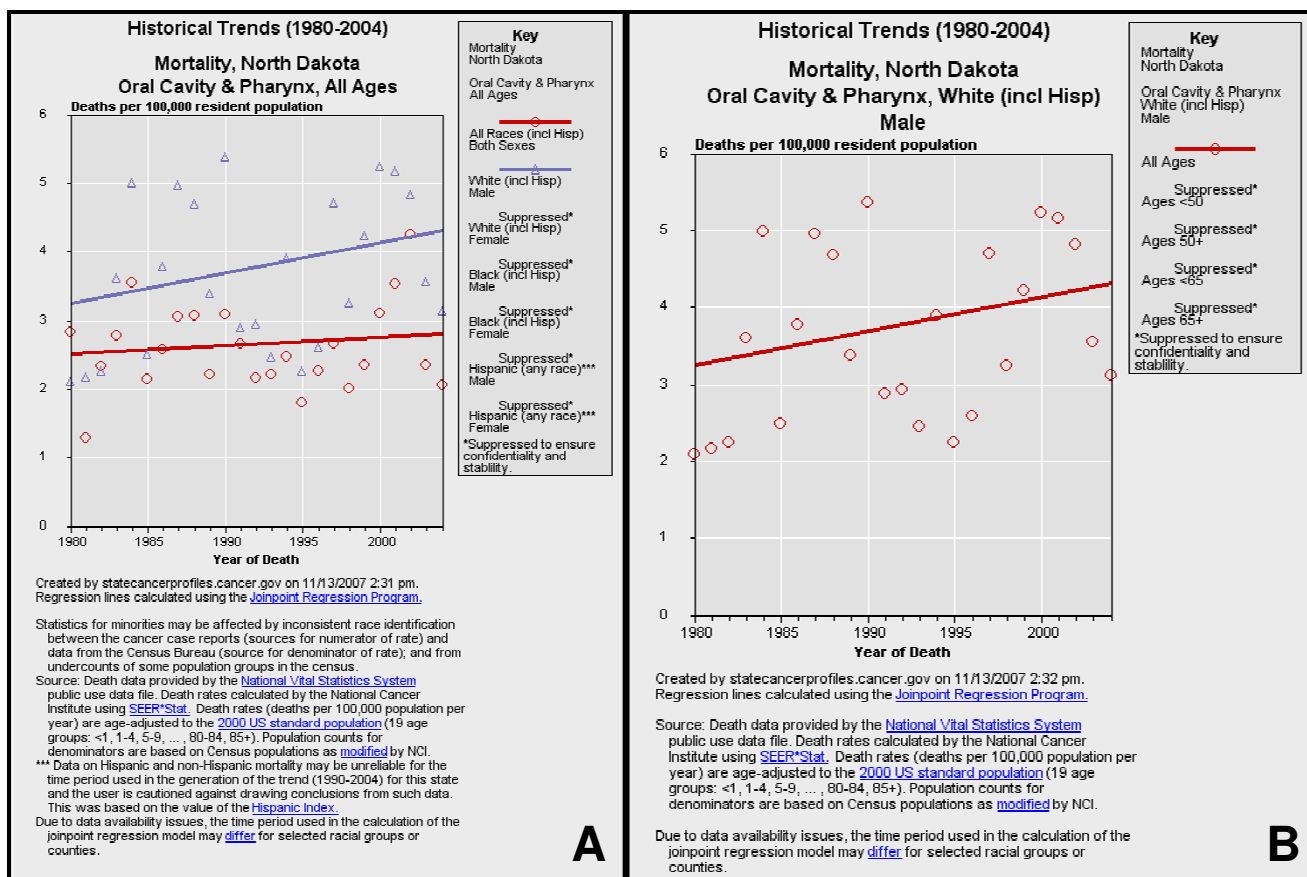 Historical Trends (1980-2004)
Mortality, North Dakota
Oral Cavity & Pharynx, All Ages
Deaths per 100,000 resident population
6
5
4
3
2
1
0
1980
1985
1990
1995
2000
Year of Death
Key
Mortality
North Dakota
Oral Cavity & Pharynx
All Ages
All Races (incl Hisp)
Both Sexes
White (incl Hisp)
Male
Suppressed*
White (incl Hisp)
Female
Suppressed*
Black (incl Hisp)
Male
Suppressed*
Black (incl Hisp)
Female
Suppressed*
Hispanic (any race)***
Male
Suppressed*
Hispanic (any race)***
Female
*Suppressed to ensure
confidentiality and
stablility.
Created by statecancerprofiles.cancer.gov on 11/13/2007 2:31 pm.
Regression lines calculated using the Joinpoint Regression Program.
Statistics for minorities may be affected by inconsistent race identification
between the cancer case reports (sources for numerator of rate) and
data from the Census Bureau (source for denominator of rate); and from
undercounts of some population groups in the census.
Source: Death data provided by the National Vital Statistics System
public use data file. Death rates calculated by the National Cancer
Institute using SEER*Stat. Death rates (deaths per 100,000 population per
year) are age-adjusted to the 2000 US standard population (19 age
groups: <1, 1-4, 5-9, ... , 80-84, 85+). Population counts for
denominators are based on Census populations as modified by NCI.
*** Data on Hispanic and non-Hispanic mortality may be unreliable for the
time period used in the generation of the trend (1990-2004) for this state
and the user is cautioned against drawing conclusions from such data.
This was based on the value of the Hispanic Index.
Due to data availability issues, the time period used in the calculation of the
joinpoint regression model may differ for selected racial groups or
counties.
A
Historical Trends (1980-2004)
Mortality, North Dakota
Oral Cavity & Pharynx, White (incl Hisp)
Male
Deaths per 100,000 resident population
6
5
4
3
2
1
0
1980
1985
1990
1995
2000
Year of Death
Key
Mortality
North Dakota
Oral Cavity & Pharynx
White (incl Hisp)
Male
All Ages
Suppressed*
Ages <50
Suppressed*
Ages 50+
Suppressed*
Ages <65
Suppressed*
Ages 65+
*Suppressed to ensure
confidentiality and
stablility.
Created by statecancerprofiles.cancer.gov on 11/13/2007 2:32 pm.
Regression lines calculated using the Joinpoint Regression Program.
Source: Death data provided by the National Vital Statistics System
public use data file. Death rates calculated by the National Cancer
Institute using SEER*Stat. Death rates (deaths per 100,000 population per
year) are age-adjusted to the 2000 US standard population (19 age
groups: <1, 1-4, 5-9, ... , 80-84, 85+). Population counts for
denominators are based on Census populations as modified by NCI.
Due to data availability issues, the time period used in the calculation of the
joinpoint regression model may differ for selected racial groups or
counties.
B